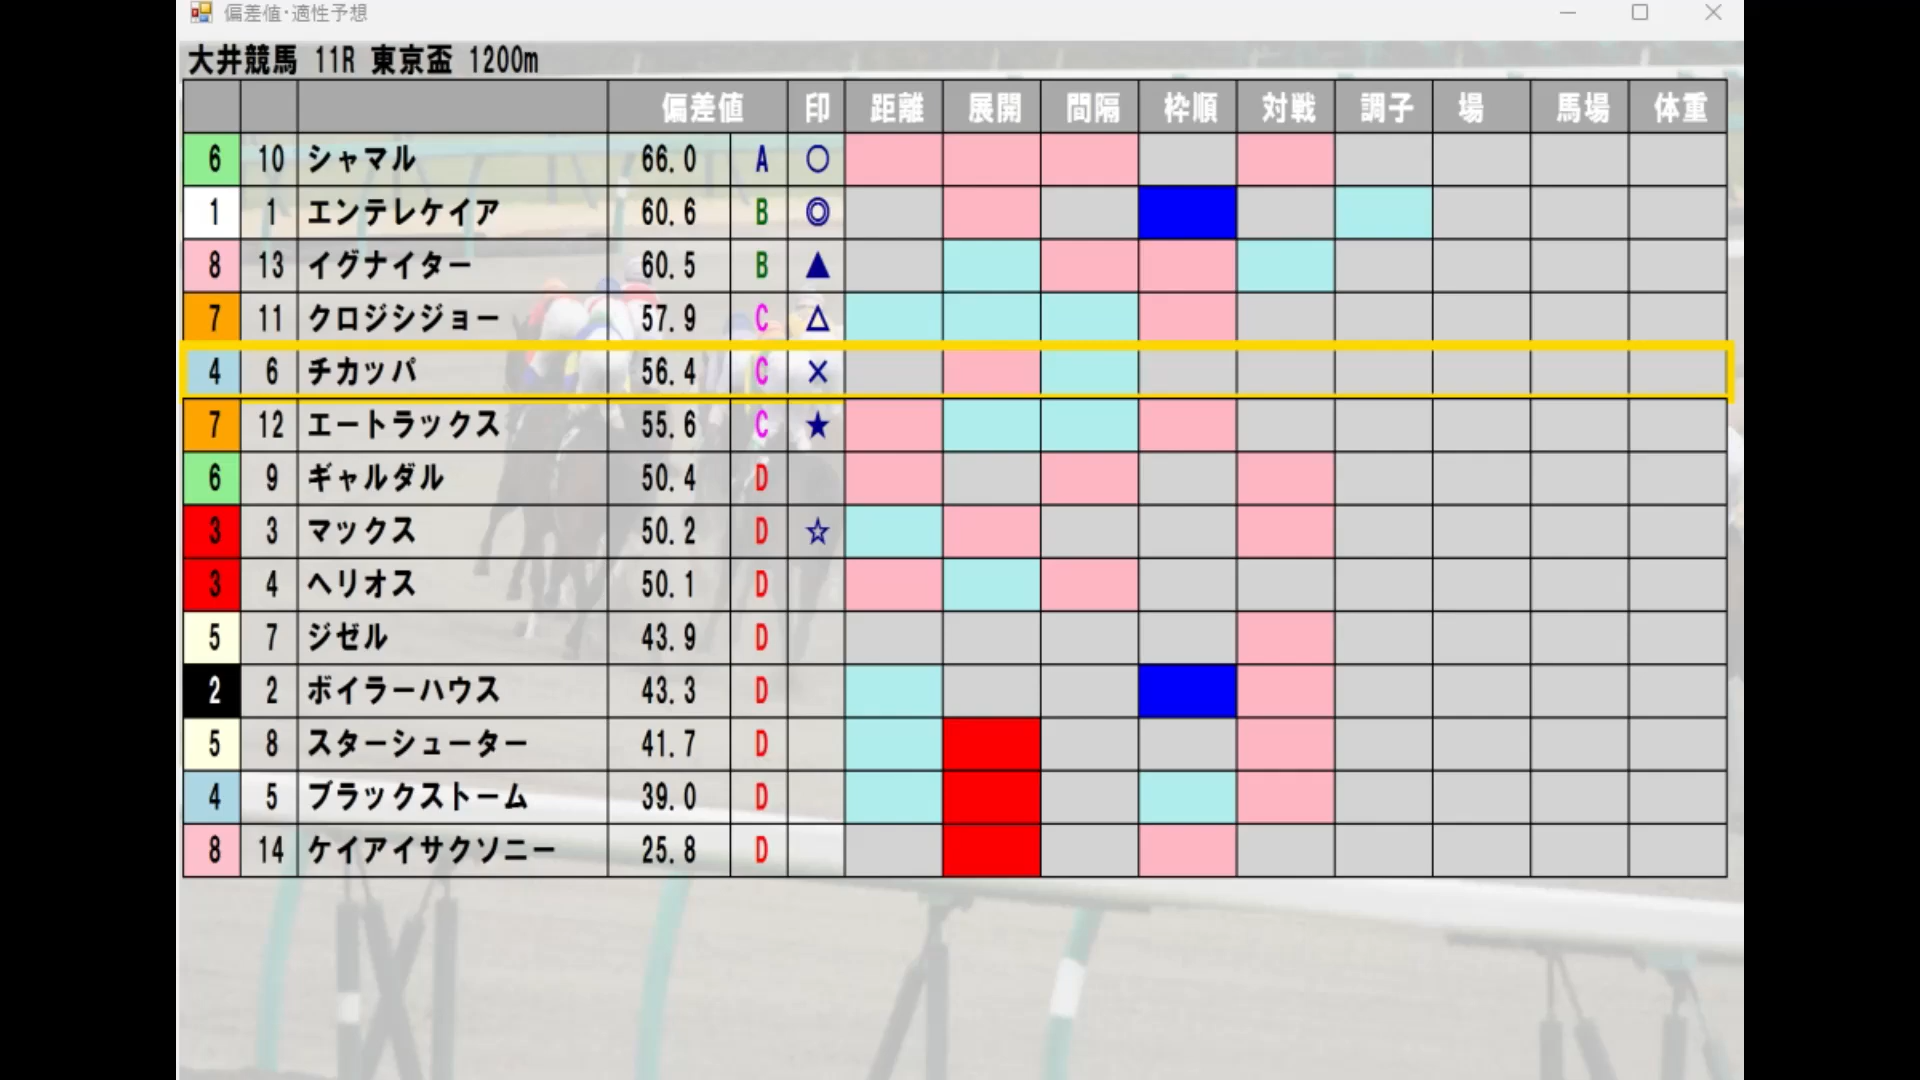 偏差値・適性予想
大井競馬 11R 東京盃 1200m
偏差値 印 距離 展開 間隔 枠順 対戦 調子 場 馬場 体重
6 10 シャマル 66.0 A ○
1 1 エンテレケイア 60.6 B ◎
8 13 イグナイター 60.5 B ▲
7 11 クロジシジョー 57.9 C △
4 6 チカッパ 56.4 C ×
7 12 エートラックス 55.6 C ★
6 9 ギャルダル 50.4 D
3 3 マックス 50.2 D ☆
3 4 ヘリオス 50.1 D
5 7 ジゼル 43.9 D
2 2 ボイラーハウス 43.3 D
5 8 スターシューター 41.7 D
4 5 ブラックストーム 39.0 D
8 14 ケイアイサクソニー 25.8 D